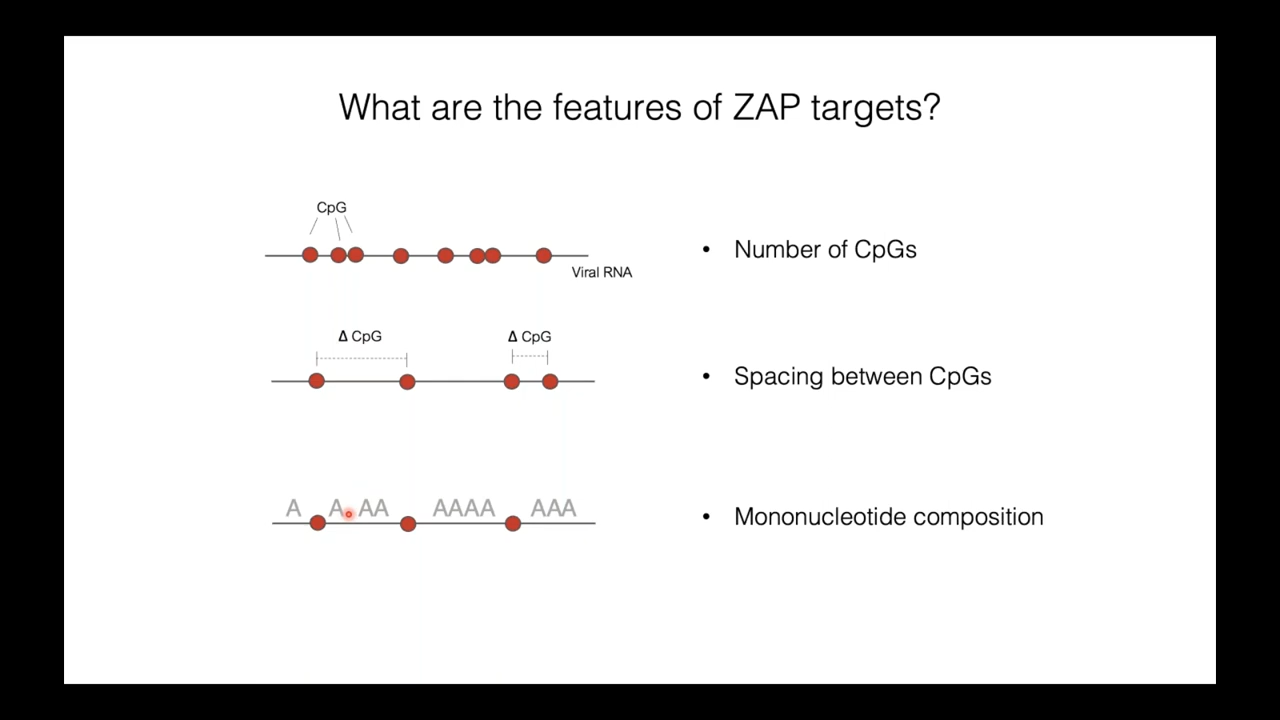 What are the features of ZAP targets?
CpG
Viral RNA
• Number of CpGs
Δ CpG Δ CpG
• Spacing between CpGs
A A AA AAAA AAA
• Mononucleotide composition